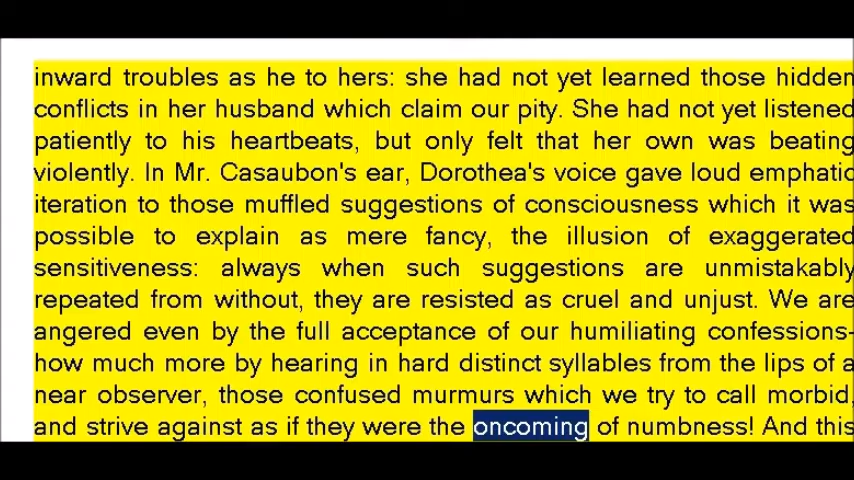 inward troubles as he to hers: she had not yet learned those hidden
conflicts in her husband which claim our pity. She had not yet listened
patiently to his heartbeats, but only felt that her own was beating
violently. In Mr. Casaubon's ear, Dorothea's voice gave loud emphatic
iteration to those muffled suggestions of consciousness which it was
possible to explain as mere fancy, the illusion of exaggerated
sensitiveness: always when such suggestions are unmistakably
repeated from without, they are resisted as cruel and unjust. We are
angered even by the full acceptance of our humiliating confessions-
how much more by hearing in hard distinct syllables from the lips of a
near observer, those confused murmurs which we try to call morbid,
and strive against as if they were the oncoming of numbness! And this